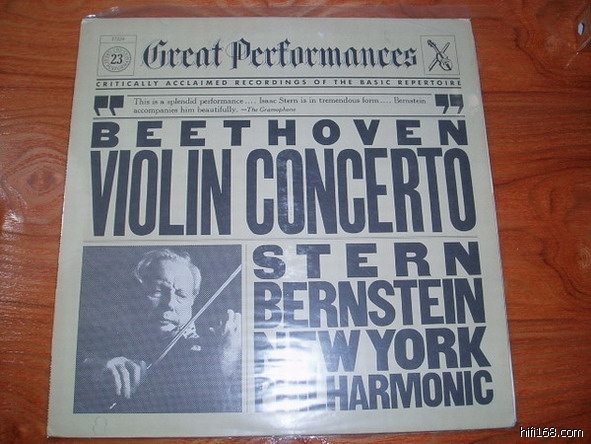 23
Great Performances
CRITICALLY ACCLAIMED RECORDINGS OF THE BASIC REPERTOIRE
This is a splendid performance.... Isaac Stern is in tremendous form.... Bernstein
accompanies him beautifully. —The Gramophone
BEETHOVEN
VIOLIN CONCERTO
STERN
BERNSTEIN
NEW YORK
PHILHARMONIC
hifi168.com